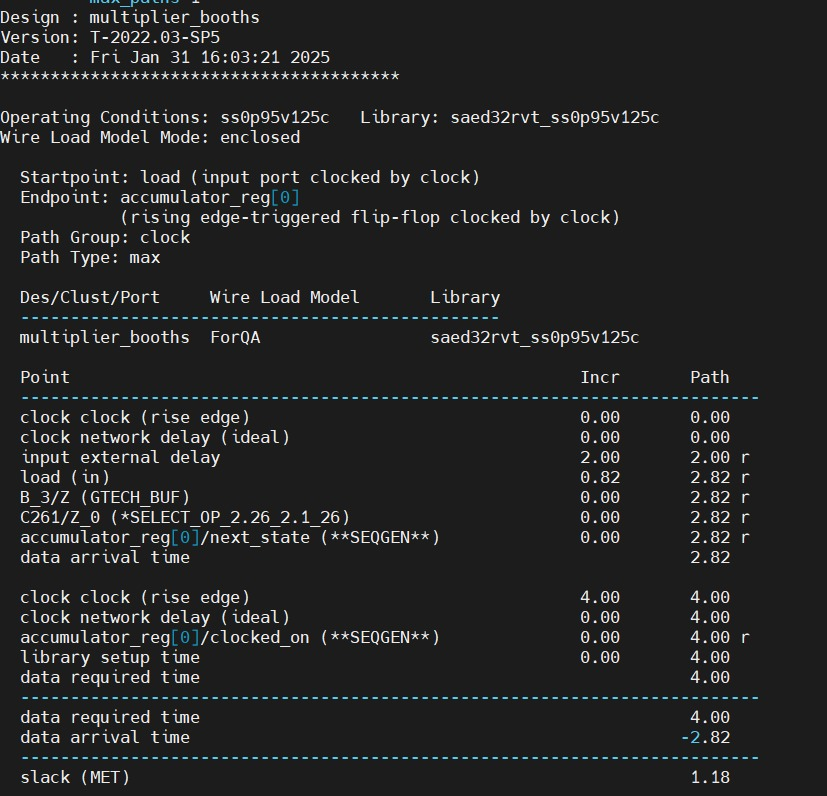 max_paths 1
Design : multiplier_booths
Version: T-2022.03-SP5
Date   : Fri Jan 31 16:03:21 2025
****************************************

Operating Conditions: ss0p95v125c   Library: saed32rvt_ss0p95v125c
Wire Load Model Mode: enclosed

  Startpoint: load (input port clocked by clock)
  Endpoint: accumulator_reg[0]
            (rising edge-triggered flip-flop clocked by clock)
  Path Group: clock
  Path Type: max

  Des/Clust/Port     Wire Load Model       Library
  ------------------------------------------------
  multiplier_booths  ForQA                 saed32rvt_ss0p95v125c

  Point                                                   Incr       Path
  --------------------------------------------------------------------------
  clock clock (rise edge)                                 0.00       0.00
  clock network delay (ideal)                             0.00       0.00
  input external delay                                    2.00       2.00 r
  load (in)                                               0.82       2.82 r
  B_3/Z (GTECH_BUF)                                       0.00       2.82 r
  C261/Z_0 (*SELECT_OP_2.26_2.1_26)                       0.00       2.82 r
  accumulator_reg[0]/next_state (**SEQGEN**)              0.00       2.82 r
  data arrival time                                                  2.82

  clock clock (rise edge)                                 4.00       4.00
  clock network delay (ideal)                             0.00       4.00
  accumulator_reg[0]/clocked_on (**SEQGEN**)              0.00       4.00 r
  library setup time                                      0.00       4.00
  data required time                                                 4.00
  --------------------------------------------------------------------------
  data required time                                                 4.00
  data arrival time                                                 -2.82
  --------------------------------------------------------------------------
  slack (MET)                                                        1.18